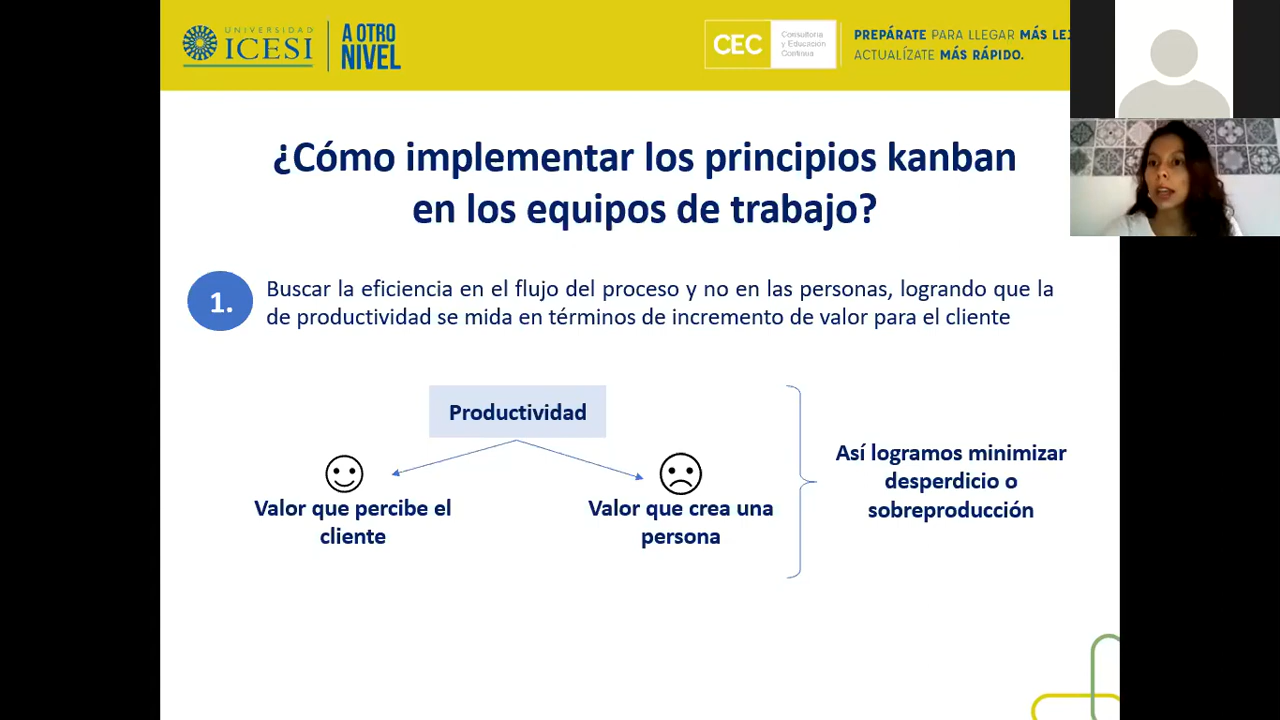 UNIVERSIDAD
ICESI
A OTRO
NIVEL
CEC
Consultoría
y Educación
Continua
PREPÁRATE PARA LLEGAR MÁS
ACTUALÍZATE MÁS RÁPIDO.
¿Cómo implementar los principios kanban
en los equipos de trabajo?
1.
Buscar la eficiencia en el flujo del proceso y no en las personas, logrando que la
de productividad se mida en términos de incremento de valor para el cliente
Productividad
Valor que percibe el
cliente
Valor que crea una
persona
Así logramos minimizar
desperdicio o
sobreproducción